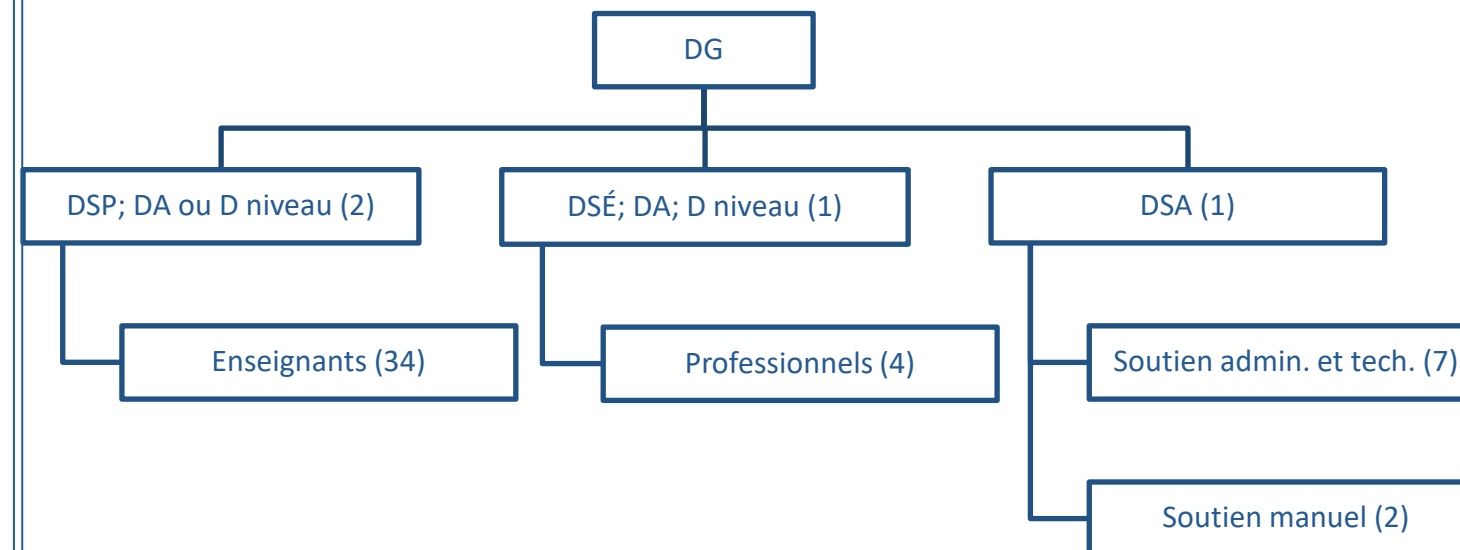 DG
DSP; DA ou D niveau (2)
DSÉ; DA; D niveau (1)
DSA (1)
Enseignants (34)
Professionnels (4)
Soutien admin. et tech. (7)
Soutien manuel (2)